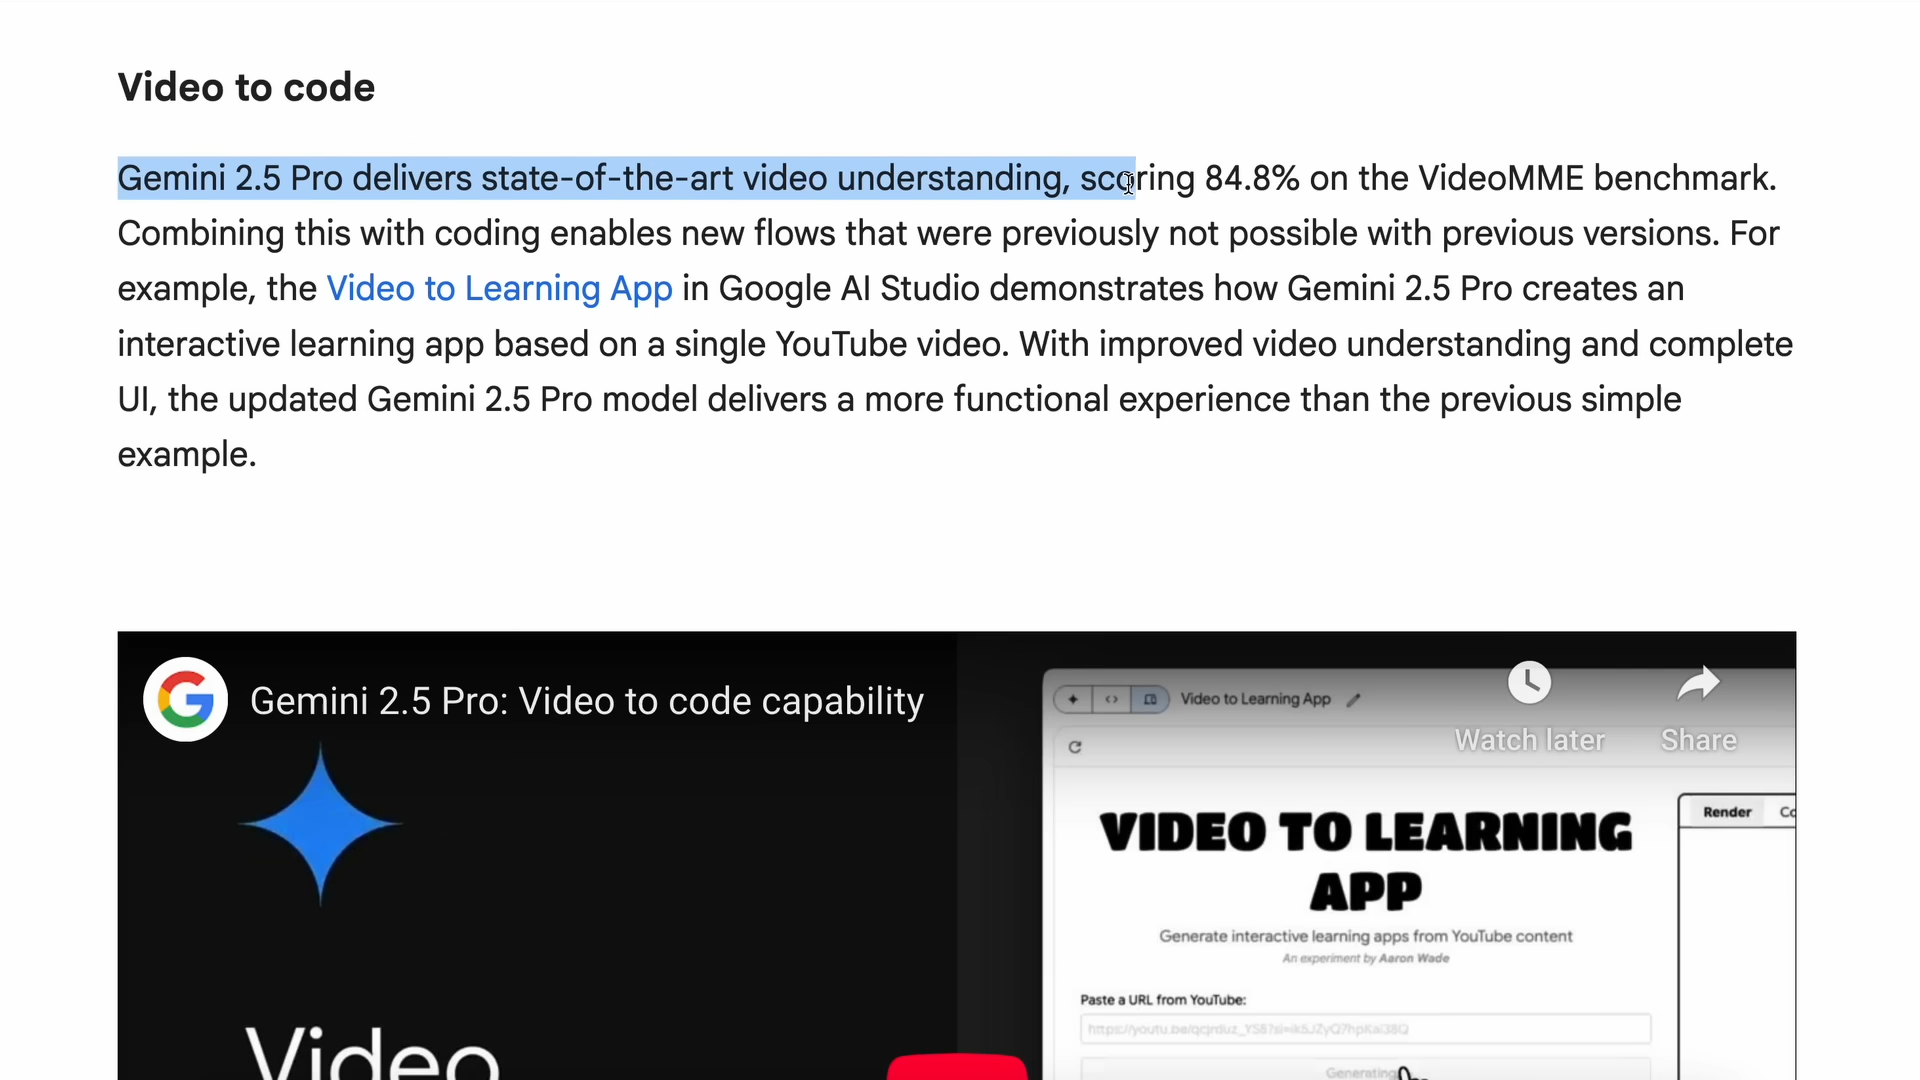 Video to code
Gemini 2.5 Pro delivers state-of-the-art video understanding, scoring 84.8% on the VideoMME benchmark.
Combining this with coding enables new flows that were previously not possible with previous versions. For
example, the Video to Learning App in Google AI Studio demonstrates how Gemini 2.5 Pro creates an
interactive learning app based on a single YouTube video. With improved video understanding and complete
UI, the updated Gemini 2.5 Pro model delivers a more functional experience than the previous simple
example.
Gemini 2.5 Pro: Video to code capability
Video to Learning App
Watch later
Share
VIDEO TO LEARNING
APP
Render
Generate interactive learning apps from YouTube content
An experiment by Aaron Wade
Paste a URL from YouTube:
Generating
Video